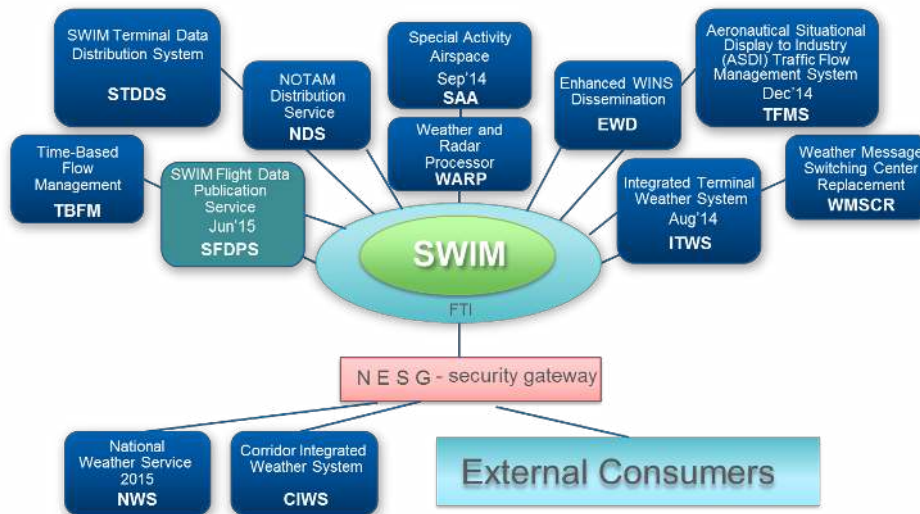 SWIM Terminal Data
Distribution System
STDDS
NOTAM
Distribution
Service
NDS
Special Activity
Airspace
Sep'14
SAA
Enhanced WINS
Dissemination
EWD
Aeronautical Situational
Display to Industry
(ASDI) Traffic Flow
Management System
Dec'14
TFMS
Time-Based
Flow
Management
TBFM
SWIM Flight Data
Publication
Service
Jun'15
SFDPS
Weather and
Radar
Processor
WARP
Integrated Terminal
Weather System
Aug'14
ITWS
Weather Message
Switching Center
Replacement
WMSCR
SWIM
FTI
N E S G - security gateway
National
Weather Service
2015
NWS
Corridor Integrated
Weather System
CIWS
External Consumers